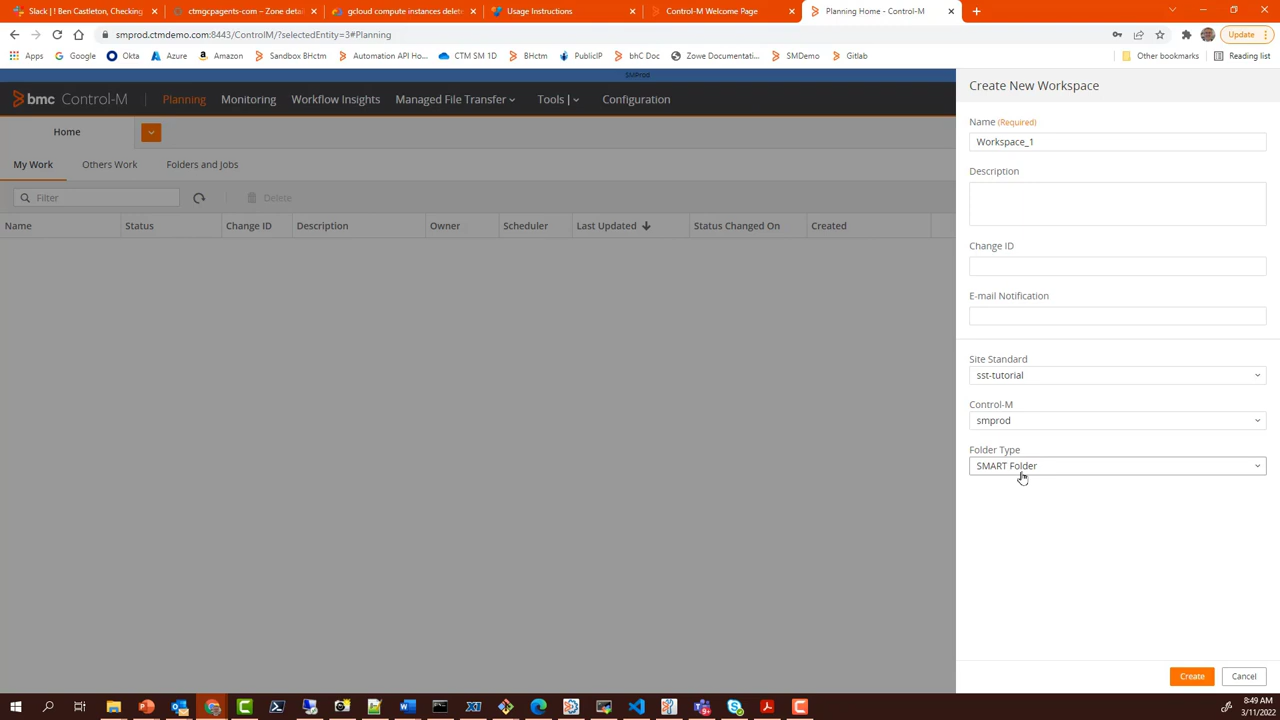 Slack | ! Ben Castleton, Checking
ctmgcpagents-com – Zone detai
gcloud compute instances delet
Usage Instructions
Control-M Welcome Page
Planning Home - Control-M
smprod.ctmdemo.com:8443/ControlM/?selectedEntity=3#Planning
Update
Apps
Google
Okta
Azure
Amazon
Sandbox BHctm
Automation API Ho...
CTM SM 1D
BHctm
PublicIP
bhC Doc
Zowe Documentati...
SMDemo
Gitlab
Other bookmarks
Reading list
SMProd
bmc Control-M
Planning
Monitoring
Workflow Insights
Managed File Transfer
Tools |
Configuration
Home
My Work
Others Work
Folders and Jobs
Filter
Delete
Name
Status
Change ID
Description
Owner
Scheduler
Last Updated
Status Changed On
Created
Create New Workspace
Name (Required)
Workspace_1
Description
Change ID
E-mail Notification
Site Standard
sst-tutorial
Control-M
smprod
Folder Type
SMART Folder
Create
Cancel
8:49 AM
3/11/2022